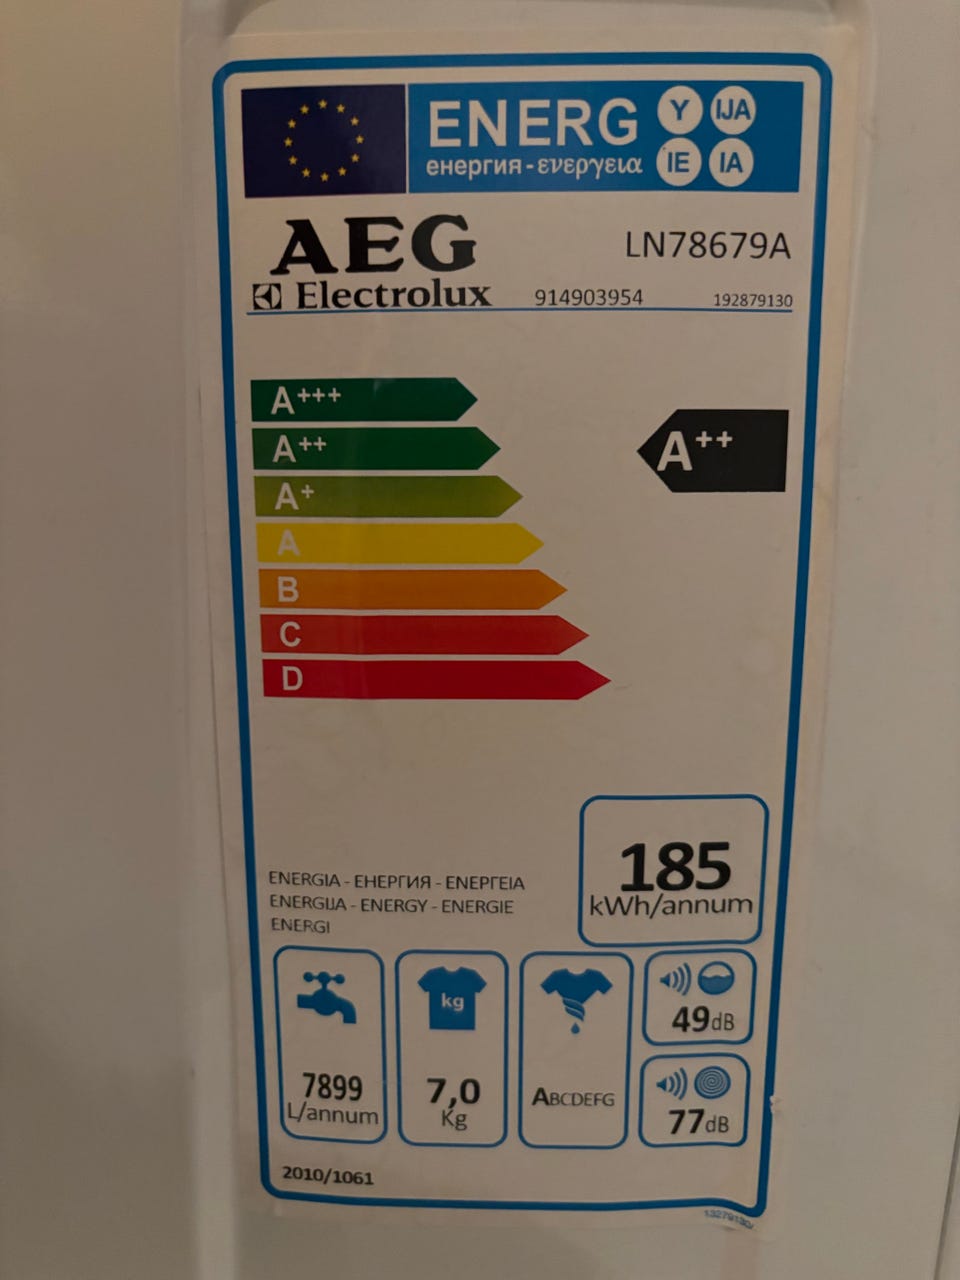 ENERG Y IJA
енергия - ενεργεια IE IA
AEG LN78679A
Electrolux 914903954 192879130
A+++
A++ A++
A+
A
B
C
D
185
kWh/annum
ENERGIA - ЕНЕРГИЯ - ΕΝΕΡΓΕΙΑ
ENERGIJA - ENERGY - ENERGIE
ENERGI
kg
49dB
7899
L/annum
7,0
Kg
ABCDEFG
77dB
2010/1061